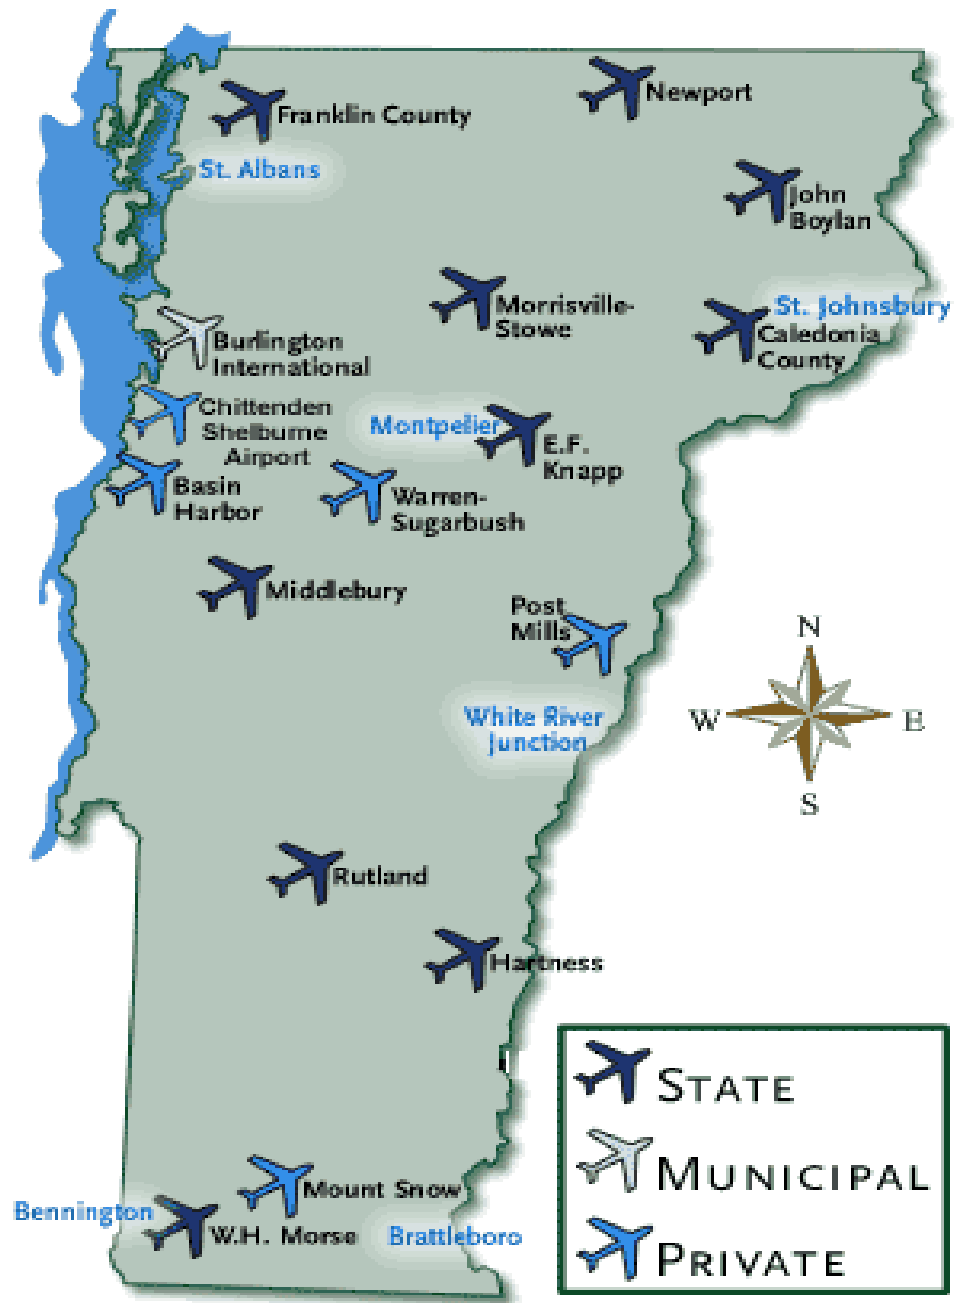 Newport
Franklin County
St. Albans
John
Boylan
Morrisville-
Stowe
St. Johnsbury
Caledonia
County
Burlington
International
Chittenden
Shelburne
Airport
Montpelier
E.F.
Knapp
Basin
Harbor
Warren-
Sugarbush
Middlebury
Post
Mills
N
W
E
S
White River
Junction
Rutland
Hartness
STATE
MUNICIPAL
PRIVATE
Mount Snow
Bennington
W.H. Morse
Brattleboro